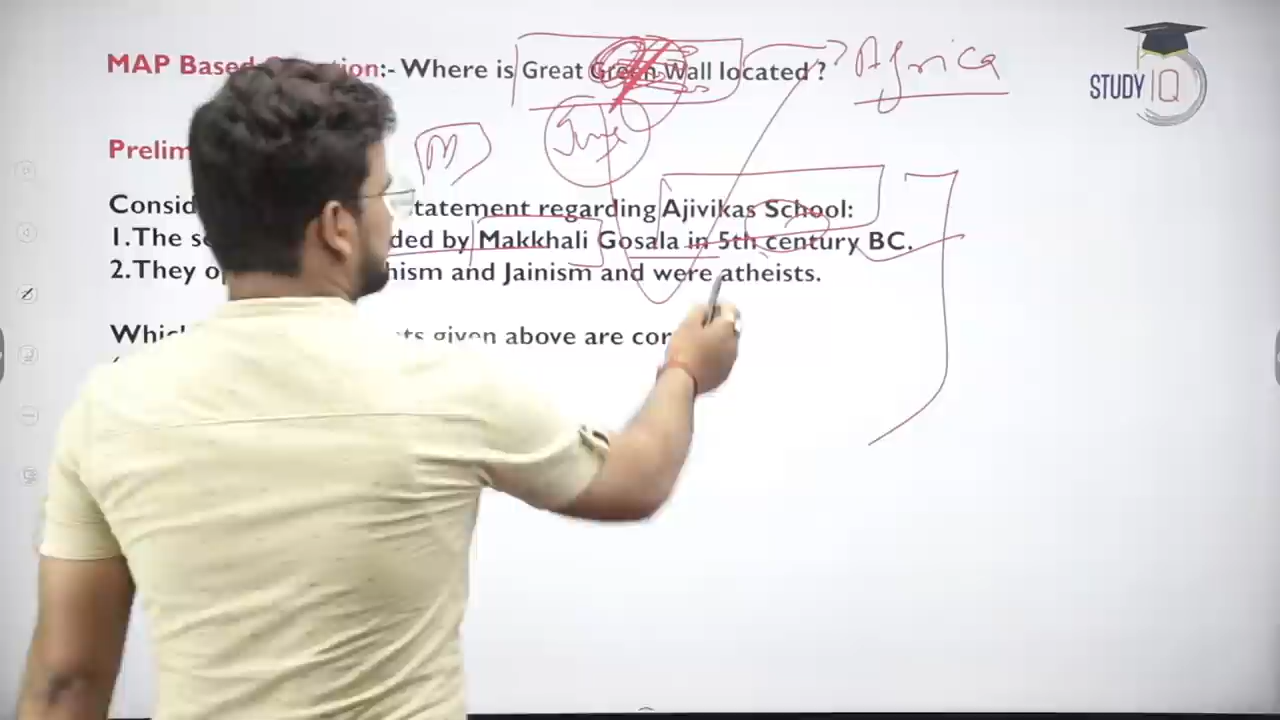 MAP Based :- Where is Great Green Wall located ? Africa
STUDY IQ
Prelim
Consid tatement regarding Ajivikas School:
1.The s ded by Makkhali Gosala in 5th century BC.
2.They o hism and Jainism and were atheists.
Whic ts given above are cor